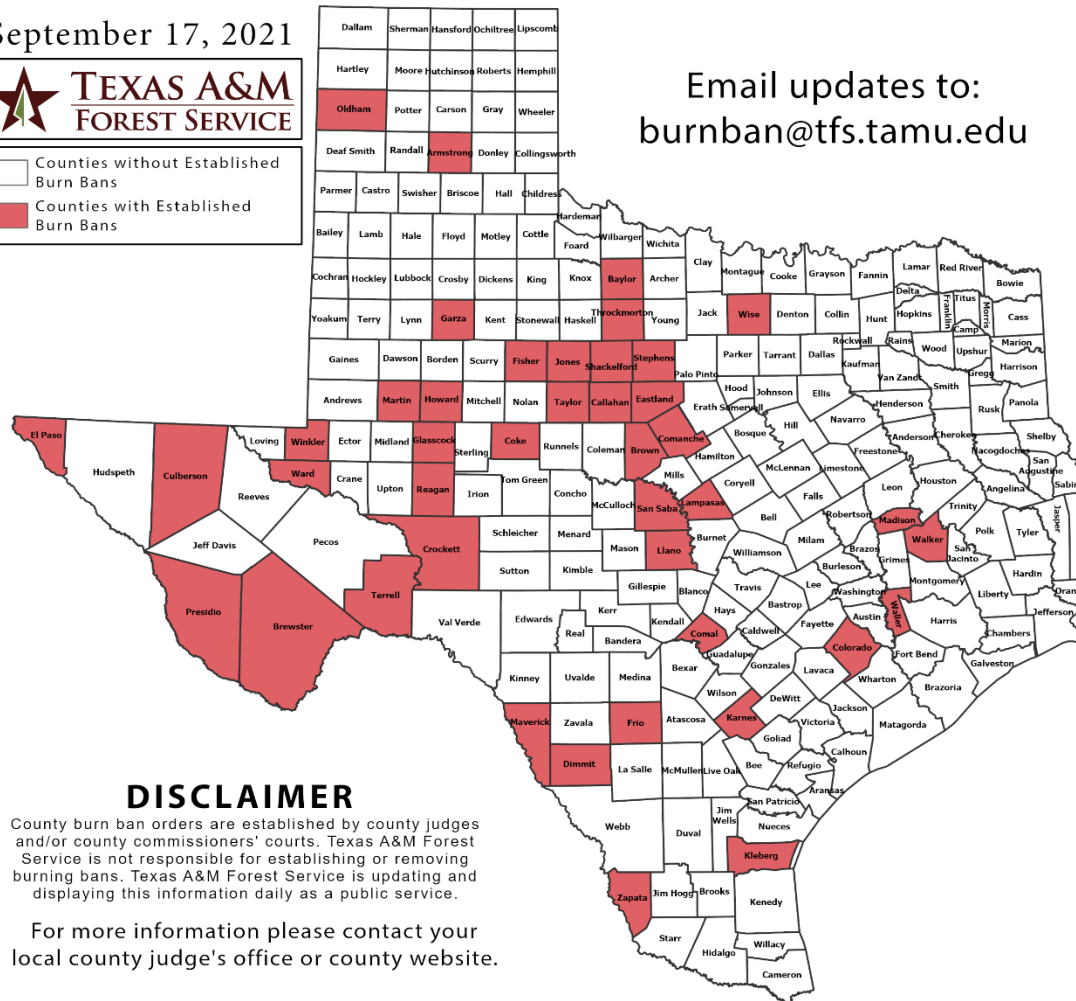 September 17, 2021
TEXAS A&M
FOREST SERVICE
Counties without Established
Burn Bans
Counties with Established
Burn Bans
Email updates to:
burnban@tfs.tamu.edu
Dallam Sherman Hansford Ochiltree Lipscomb
Hartley Moore Hutchinson Roberts Hemphill
Oldham Potter Carson Gray Wheeler
Deaf Smith Randall Armstrong Donley Collingsworth
Parmer Castro Swisher Briscoe Hall Childress
Hardeman
Bailey Lamb Hale Floyd Motley Cottle Foard Wilbarger Wichita
Clay Montague Cooke Grayson Fannin Lamar Red River Bowie
Cochran Hockley Lubbock Crosby Dickens King Knox Baylor Archer
Delta Franklin Titus Morris
Yoakum Terry Lynn Garza Kent Stonewall Haskell Throckmorton Young Jack Wise Denton Collin Hunt Hopkins Camp Cass
Rockwall Rains Wood Upshur Marion
Gaines Dawson Borden Scurry Fisher Jones Shackelford Stephens Palo Pinto Parker Tarrant Dallas Kaufman Van Zandt Gregg Harrison
Andrews Martin Howard Mitchell Nolan Taylor Callahan Eastland Erath Hood Somervell Johnson Ellis Henderson Smith Rusk Panola
El Paso Hudspeth Culberson Loving Winkler Ector Midland Glasscock Sterling Coke Runnels Coleman Brown Comanche Hamilton Bosque Hill Navarro Anderson Cherokee Nacogdoches Shelby
Reeves Ward Crane Upton Reagan Irion Tom Green Concho McCulloch San Saba Mills Lampasas Coryell McLennan Limestone Freestone Leon Houston Angelina San Augustine Sabin
Jeff Davis Pecos Crockett Schleicher Menard Mason Llano Burnet Bell Falls Robertson Madison Walker Trinity Polk Tyler Jasper
Sutton Kimble Williamson Milam Brazos Grimes San Jacinto Hardin
Presidio Brewster Terrell Val Verde Edwards Gillespie Blanco Travis Lee Burleson Washington Montgomery Liberty Oran
Real Kerr Kendall Hays Bastrop Fayette Austin Waller Harris Jefferson
Bandera Comal Caldwell Colorado Chambers
Kinney Uvalde Medina Bexar Guadalupe Gonzales Lavaca Wharton Fort Bend Galveston
Maverick Zavala Frio Atascosa Wilson Karnes DeWitt Jackson Brazoria
Victoria Matagorda
Dimmit La Salle McMullen Live Oak Bee Goliad Refugio Calhoun
Aransas
Webb Duval Jim Wells San Patricio Nueces
Kleberg
Zapata Jim Hogg Brooks Kenedy
Starr Hidalgo Willacy
Cameron
DISCLAIMER
County burn ban orders are established by county judges
and/or county commissioners' courts. Texas A&M Forest
Service is not responsible for establishing or removing
burning bans. Texas A&M Forest Service is updating and
displaying this information daily as a public service.
For more information please contact your
local county judge's office or county website.